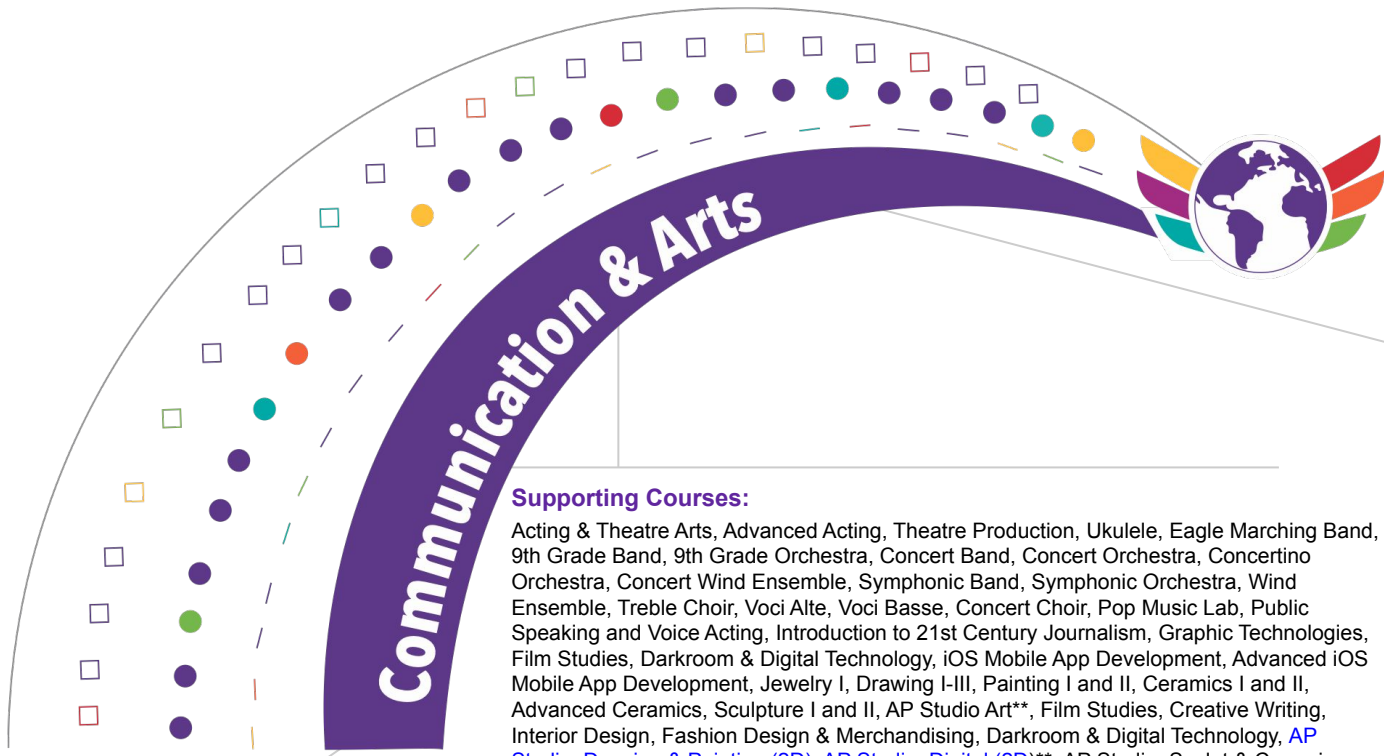 Communication & Arts
Supporting Courses:
Acting & Theatre Arts, Advanced Acting, Theatre Production, Ukulele, Eagle Marching Band,
9th Grade Band, 9th Grade Orchestra, Concert Band, Concert Orchestra, Concertino
Orchestra, Concert Wind Ensemble, Symphonic Band, Symphonic Orchestra, Wind
Ensemble, Treble Choir, Voci Alte, Voci Basse, Concert Choir, Pop Music Lab, Public
Speaking and Voice Acting, Introduction to 21st Century Journalism, Graphic Technologies,
Film Studies, Darkroom & Digital Technology, iOS Mobile App Development, Advanced iOS
Mobile App Development, Jewelry I, Drawing I-III, Painting I and II, Ceramics I and II,
Advanced Ceramics, Sculpture I and II, AP Studio Art**, Film Studies, Creative Writing,
Interior Design, Fashion Design & Merchandising, Darkroom & Digital Technology, AP